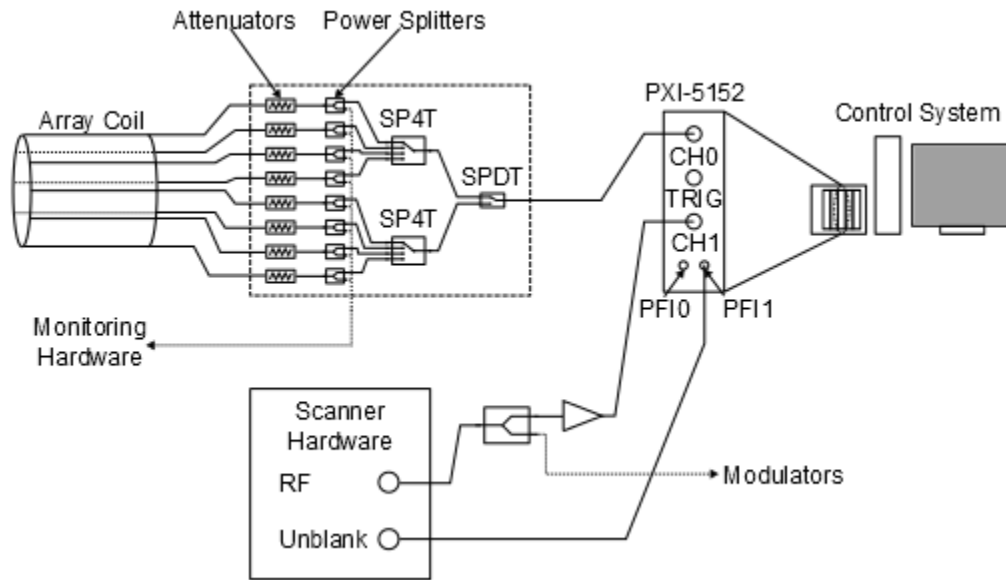 Attenuators
Power Splitters
Array Coil
SP4T
SPDT
SP4T
PXI-5152
Control System
CH0
TRIG
CH1
PFI0
PFI1
Monitoring
Hardware
Scanner
Hardware
RF
Unblank
Modulators